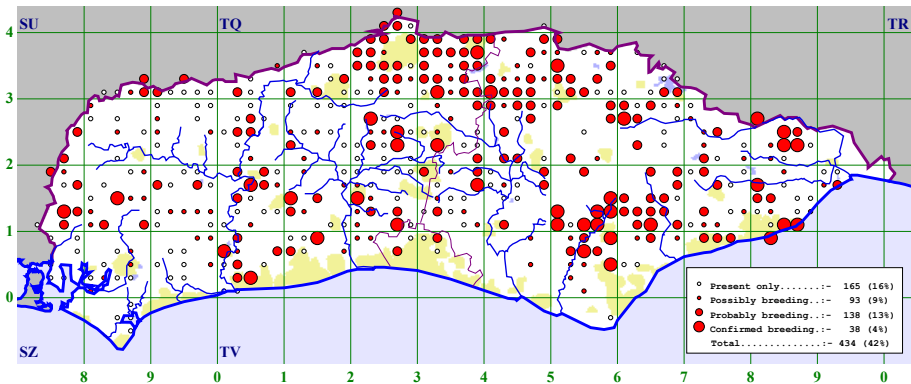 SU TQ TR
4
3
2
1
0
Present only.......:- 165 (16%)
Possibly breeding..:- 93 (9%)
Probably breeding..:- 138 (13%)
Confirmed breeding.:- 38 (4%)
Total..............:- 434 (42%)
SZ TV
8 9 0 1 2 3 4 5 6 7 8 9 0